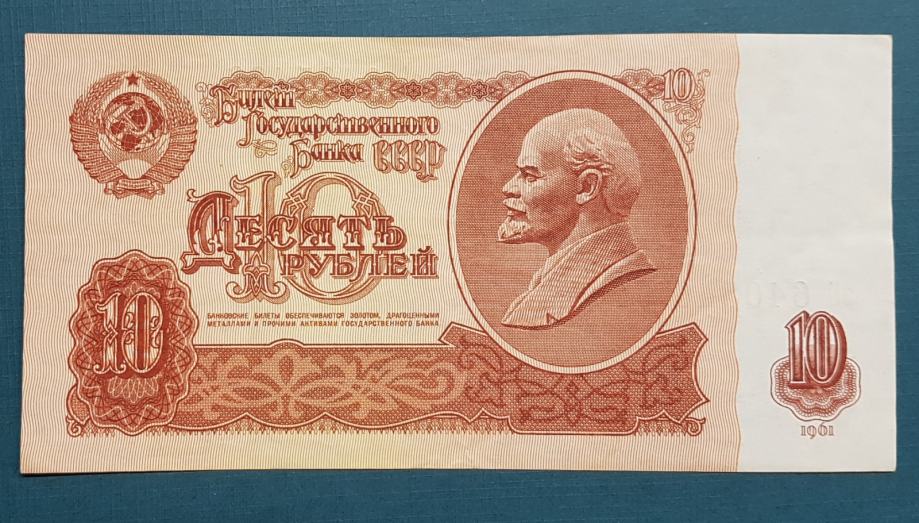 Билет
Государственного
Банка СССР
10
10
Десять
рублей
БАНКОВСКИЕ БИЛЕТЫ ОБЕСПЕЧИВАЮТСЯ ЗОЛОТОМ, ДРАГОЦЕННЫМИ
МЕТАЛЛАМИ И ПРОЧИМИ АКТИВАМИ ГОСУДАРСТВЕННОГО БАНКА
10
10
1961